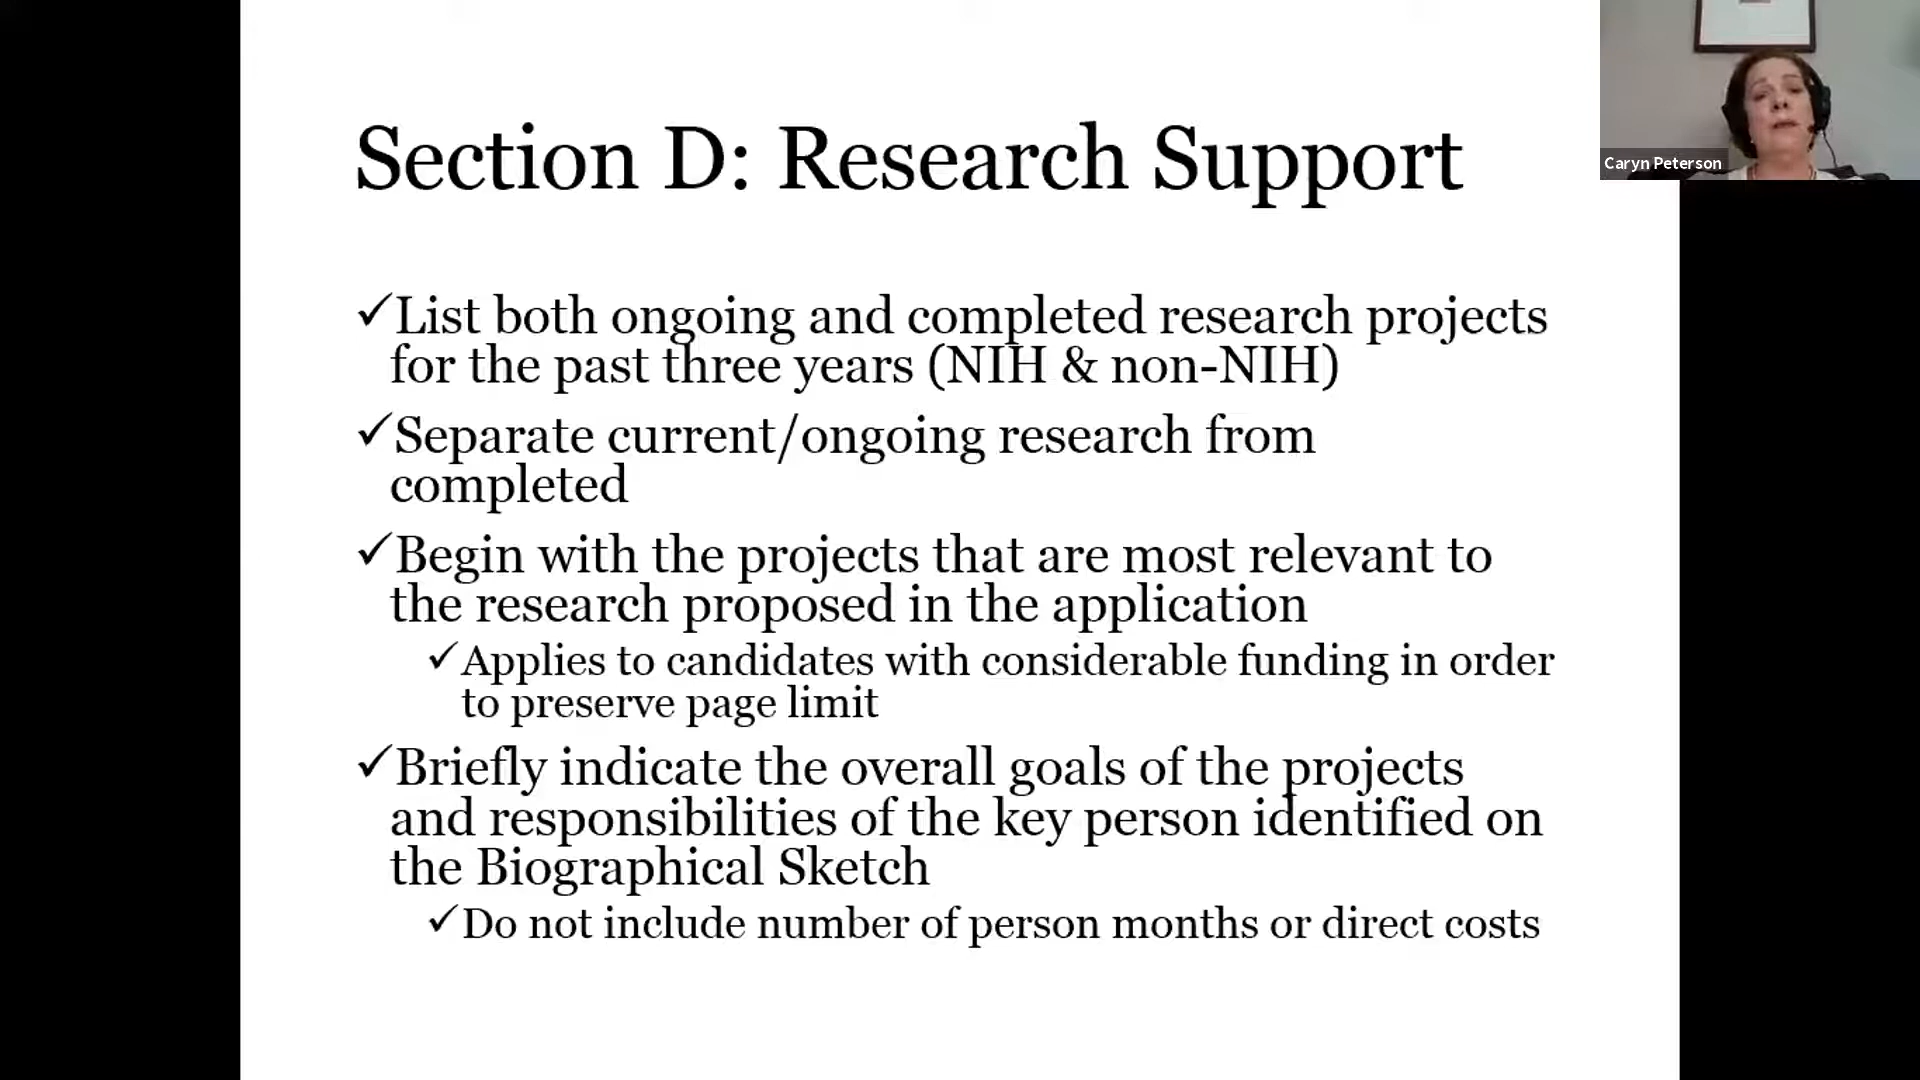 Section D: Research Support
Caryn Peterson
✓List both ongoing and completed research projects
for the past three years (NIH & non-NIH)
✓Separate current/ongoing research from
completed
✓Begin with the projects that are most relevant to
the research proposed in the application
✓Applies to candidates with considerable funding in order
to preserve page limit
✓Briefly indicate the overall goals of the projects
and responsibilities of the key person identified on
the Biographical Sketch
✓Do not include number of person months or direct costs